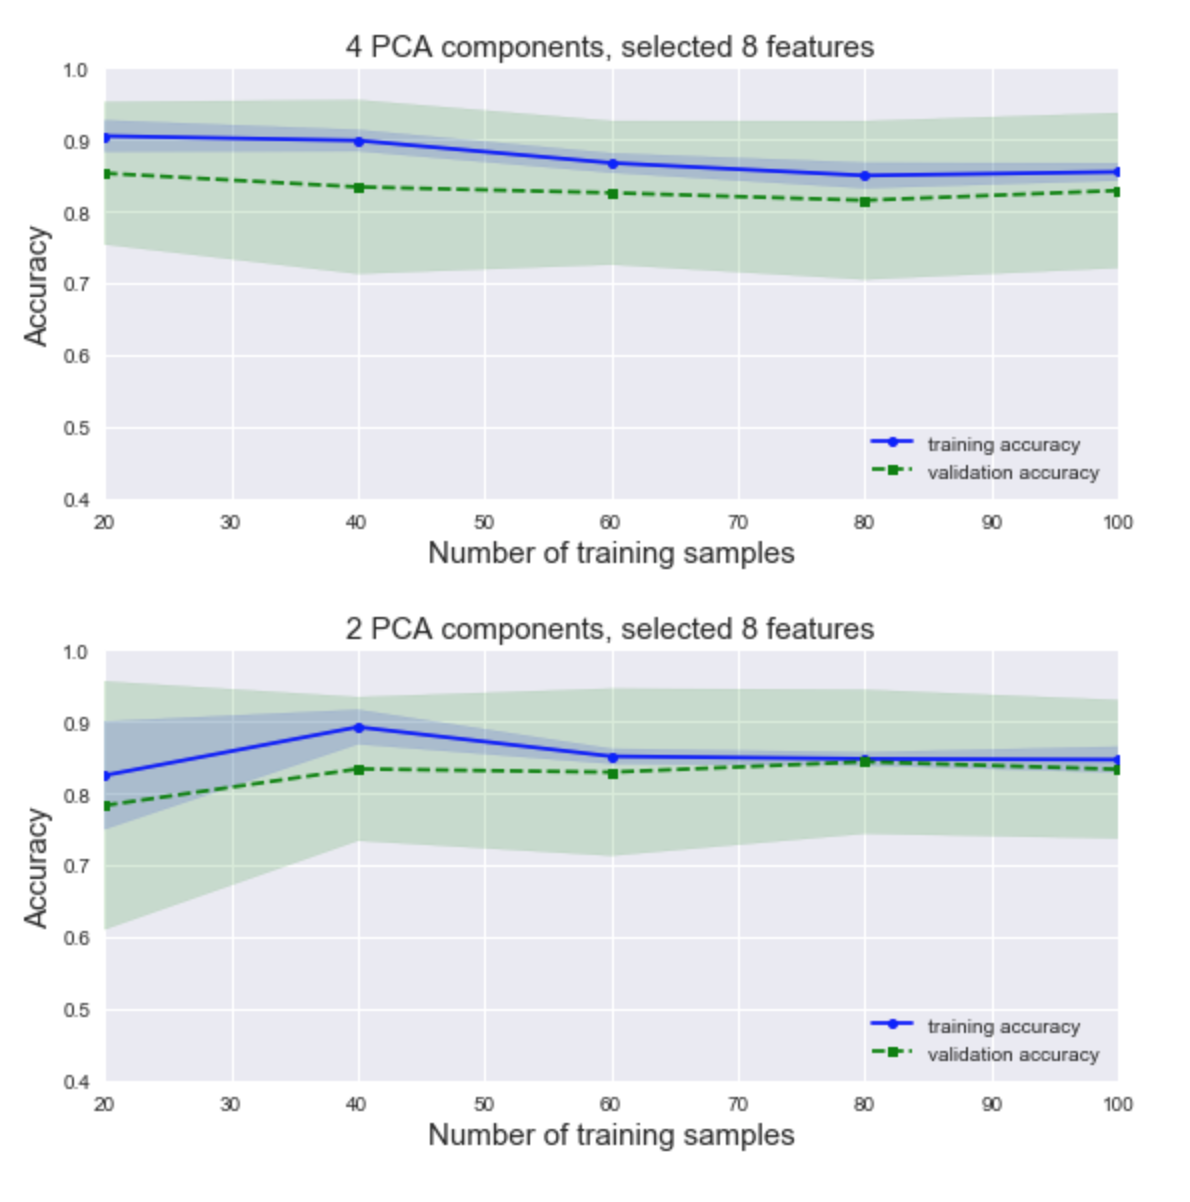 4 PCA components, selected 8 features
1.0
0.9
0.8
0.7
0.6
0.5
0.4
Accuracy
training accuracy
validation accuracy
20 30 40 50 60 70 80 90 100
Number of training samples
2 PCA components, selected 8 features
1.0
0.9
0.8
0.7
0.6
0.5
0.4
Accuracy
training accuracy
validation accuracy
20 30 40 50 60 70 80 90 100
Number of training samples